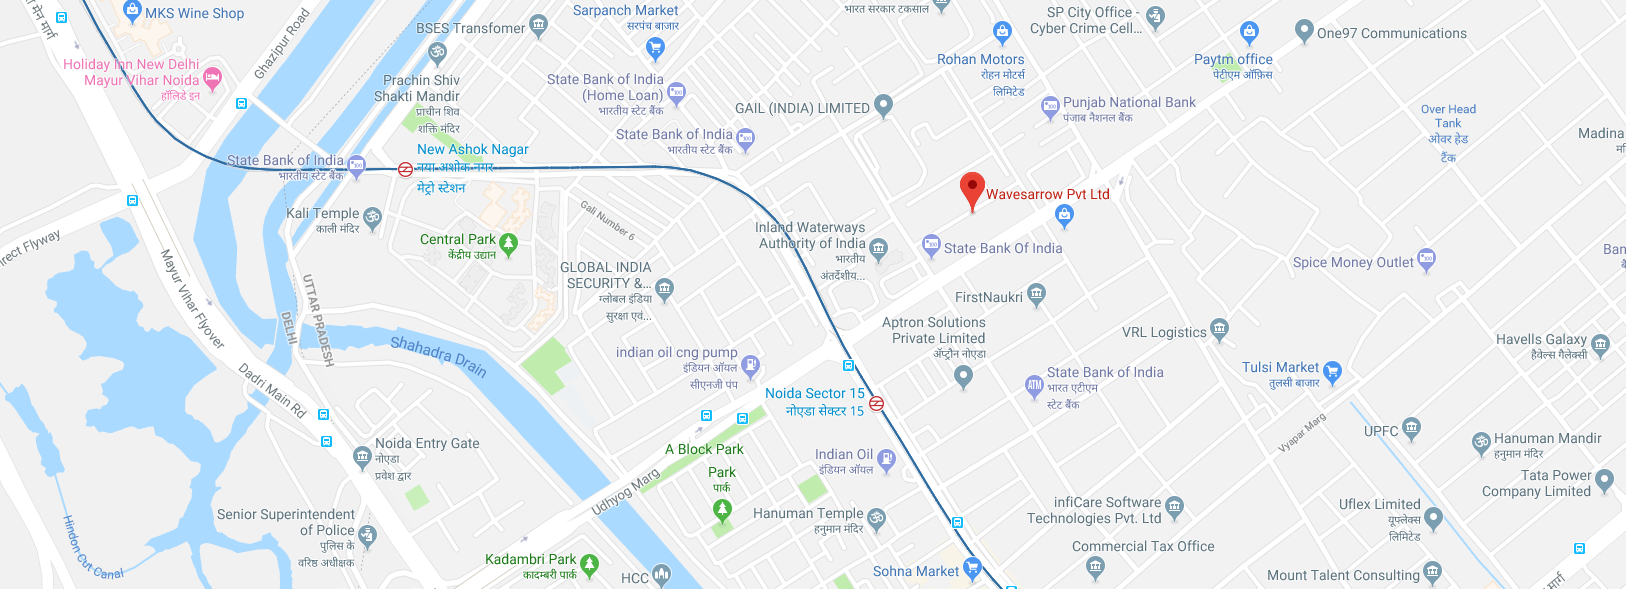 MKS Wine Shop
Ghazipur Road
Holiday Inn New Delhi
Mayur Vihar Noida
हॉलिडे इन
BSES Transfomer
Sarpanch Market
सरपंच बाजार
भारत सरकार टकसाल
SP City Office -
Cyber Crime Cell...
One97 Communications
Rohan Motors
रोहन मोटर्स
लिमिटेड
Paytm office
पेटीएम ऑफ़िस
Prachin Shiv
Shakti Mandir
प्राचीन शिव
शक्ति मंदिर
State Bank of India
(Home Loan)
भारतीय स्टेट बैंक
GAIL (INDIA) LIMITED
Punjab National Bank
पंजाब नैशनल बैंक
Over Head
Tank
ओवर हेड
टैंक
Madina
State Bank of India
भारतीय स्टेट बैंक
New Ashok Nagar
नया अशोक नगर
मेट्रो स्टेशन
State Bank of India
भारतीय स्टेट बैंक
Wavesarrow Pvt Ltd
Kali Temple
काली मंदिर
Gali Number 6
Central Park
केंद्रीय उद्यान
Inland Waterways
Authority of India
भारतीय
अंतर्देशीय...
State Bank Of India
irect Flyway
Mayur Vihar Flyover
UTTAR PRADESH
DELHI
GLOBAL INDIA
SECURITY &...
ग्लोबल इंडिया
सुरक्षा एवं...
Spice Money Outlet
Ban
FirstNaukri
Aptron Solutions
Private Limited
ॲप्ट्रॉन नोएडा
VRL Logistics
Havells Galaxy
हैवेल्स गैलेक्सी
Shahadra Drain
indian oil cng pump
इंडियन ऑयल
सीएनजी पंप
Dadri Main Rd
Noida Sector 15
नोएडा सेक्टर 15
State Bank of India
भारत एटीएम
स्टेट बैंक
ATM
Tulsi Market
तुलसी बाजार
Vyapar Marg
UPFC
Hanuman Mandir
हनुमान मंदिर
Noida Entry Gate
नोएडा
प्रवेश द्वार
A Block Park
Park
पार्क
Indian Oil
इंडियन ऑयल
Tata Power
Company Limited
Udhyog Marg
Hindon Cut Canal
Senior Superintendent
of Police
पुलिस के
वरिष्ठ अधीक्षक
Hanuman Temple
हनुमान मंदिर
infiCare Software
Technologies Pvt. Ltd
Uflex Limited
यूफ्लेक्स
लिमिटेड
Kadambri Park
कादम्बरी पार्क
HCC
Sohna Market
Commercial Tax Office
Mount Talent Consulting